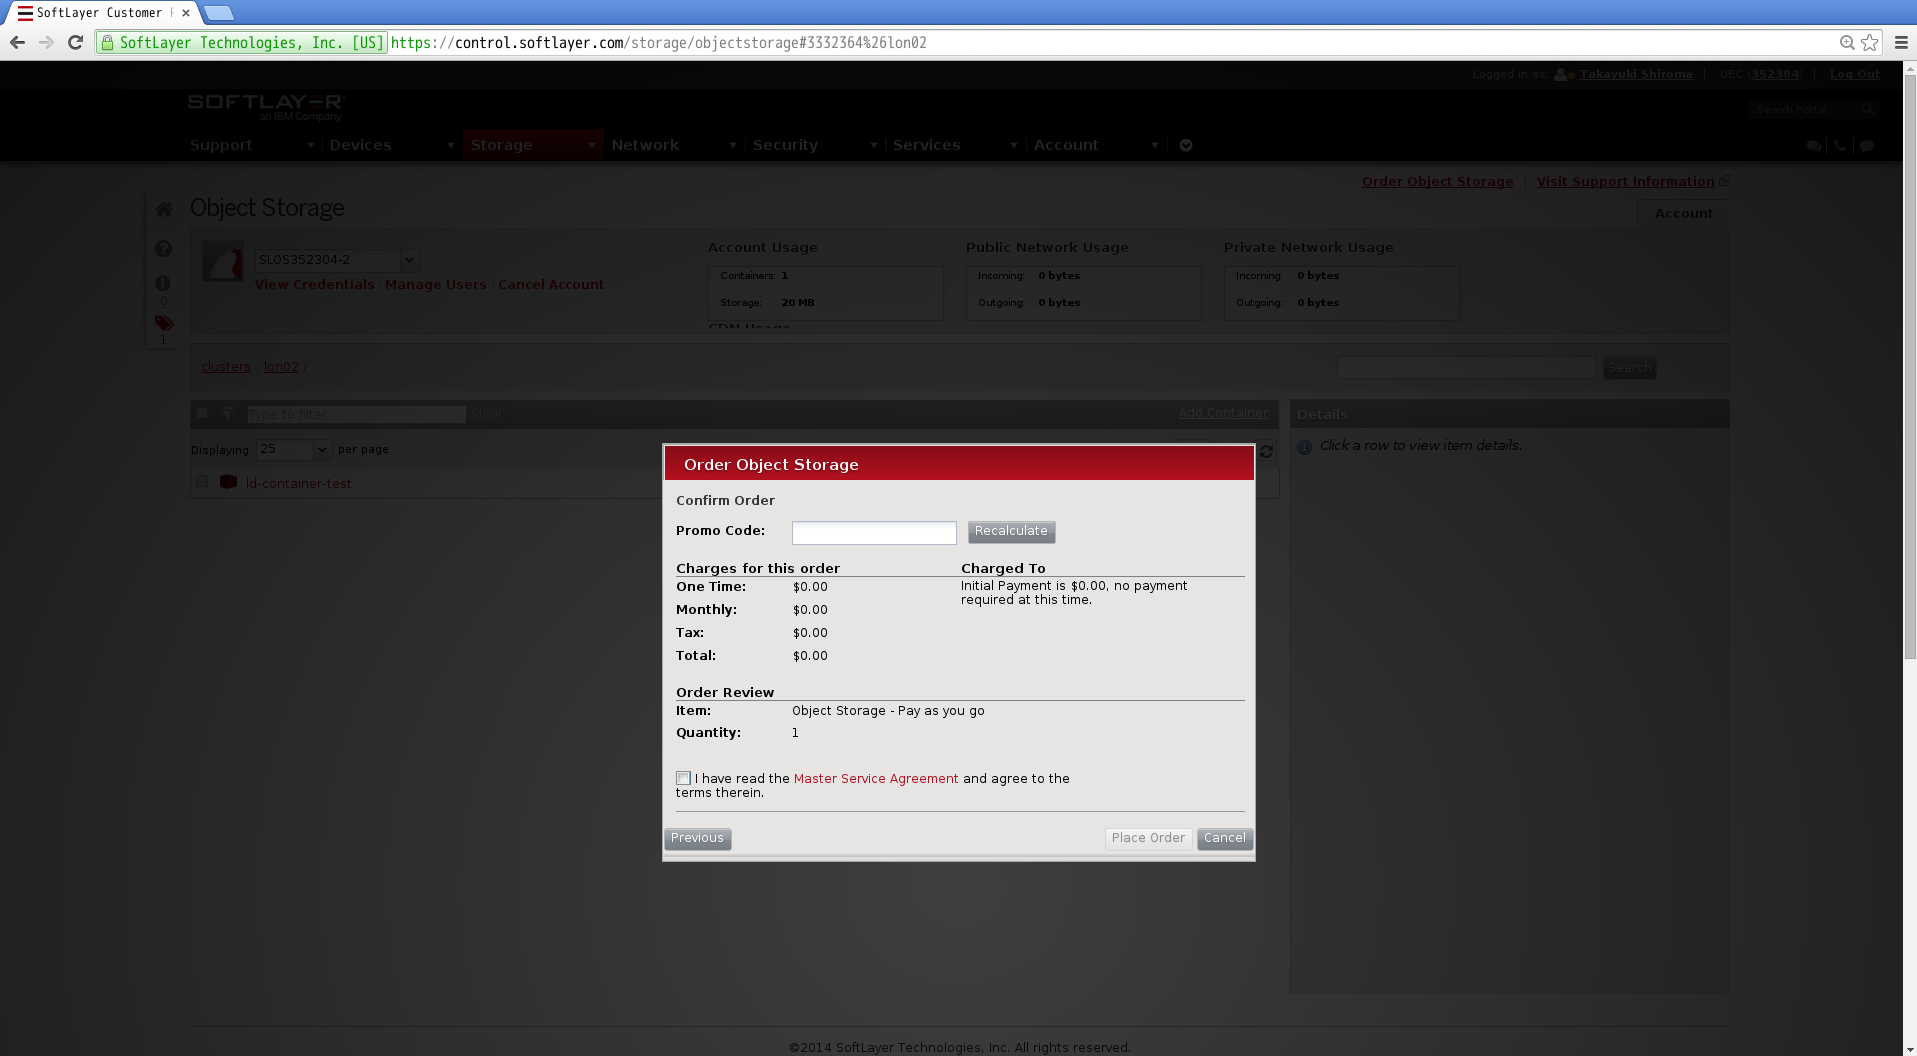 SoftLayer Customer
SoftLayer Technologies, Inc. [US] https://control.softlayer.com/storage/objectstorage#3332364%26lon02
Logged in as: Takayuki Shiroma | UEC (352304) | Log Out
SOFTLAYER
an IBM Company
Search Portal
Support Devices Storage Network Security Services Account
Order Object Storage | Visit Support Information
Object Storage
Account
SLOS352304-2
View Credentials Manage Users Cancel Account
0
1
Account Usage
Containers: 1
Storage: 20 MB
CDN Usage
Public Network Usage
Incoming: 0 bytes
Outgoing: 0 bytes
Private Network Usage
Incoming: 0 bytes
Outgoing: 0 bytes
clusters / lon02 /
Search
Type to filter Clear Add Container
Displaying 25 per page
ld-container-test
Details
Click a row to view item details.
Order Object Storage
Confirm Order
Promo Code: Recalculate
Charges for this order
One Time: $0.00
Monthly: $0.00
Tax: $0.00
Total: $0.00
Charged To
Initial Payment is $0.00, no payment
required at this time.
Order Review
Item: Object Storage - Pay as you go
Quantity: 1
I have read the Master Service Agreement and agree to the
terms therein.
Previous Place Order Cancel
©2014 SoftLayer Technologies, Inc. All rights reserved.